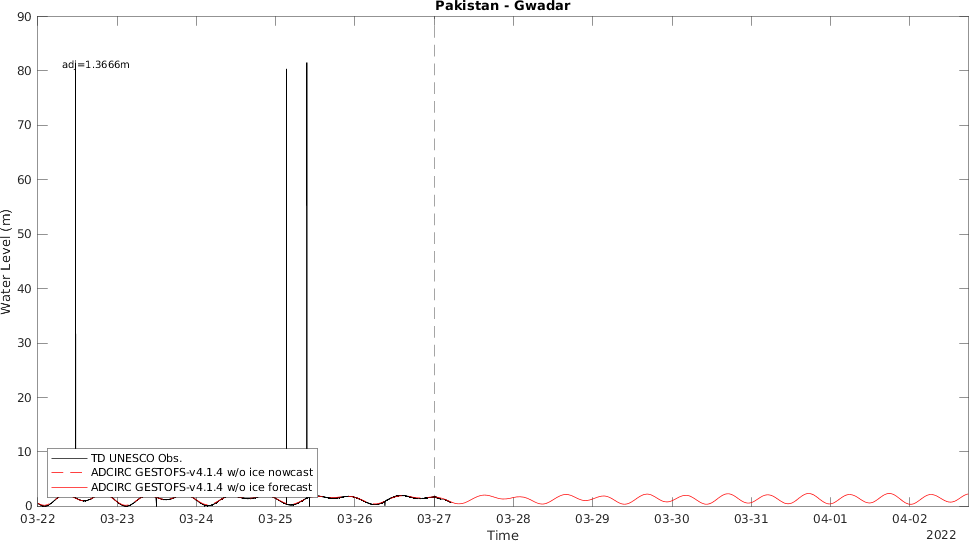 Pakistan - Gwadar
90
80
70
60
50
40
30
20
10
0
Water Level (m)
adj=1.3666m
TD UNESCO Obs.
ADCIRC GESTOFS-v4.1.4 w/o ice nowcast
ADCIRC GESTOFS-v4.1.4 w/o ice forecast
03-22 03-23 03-24 03-25 03-26 03-27 03-28 03-29 03-30 03-31 04-01 04-02
Time
2022